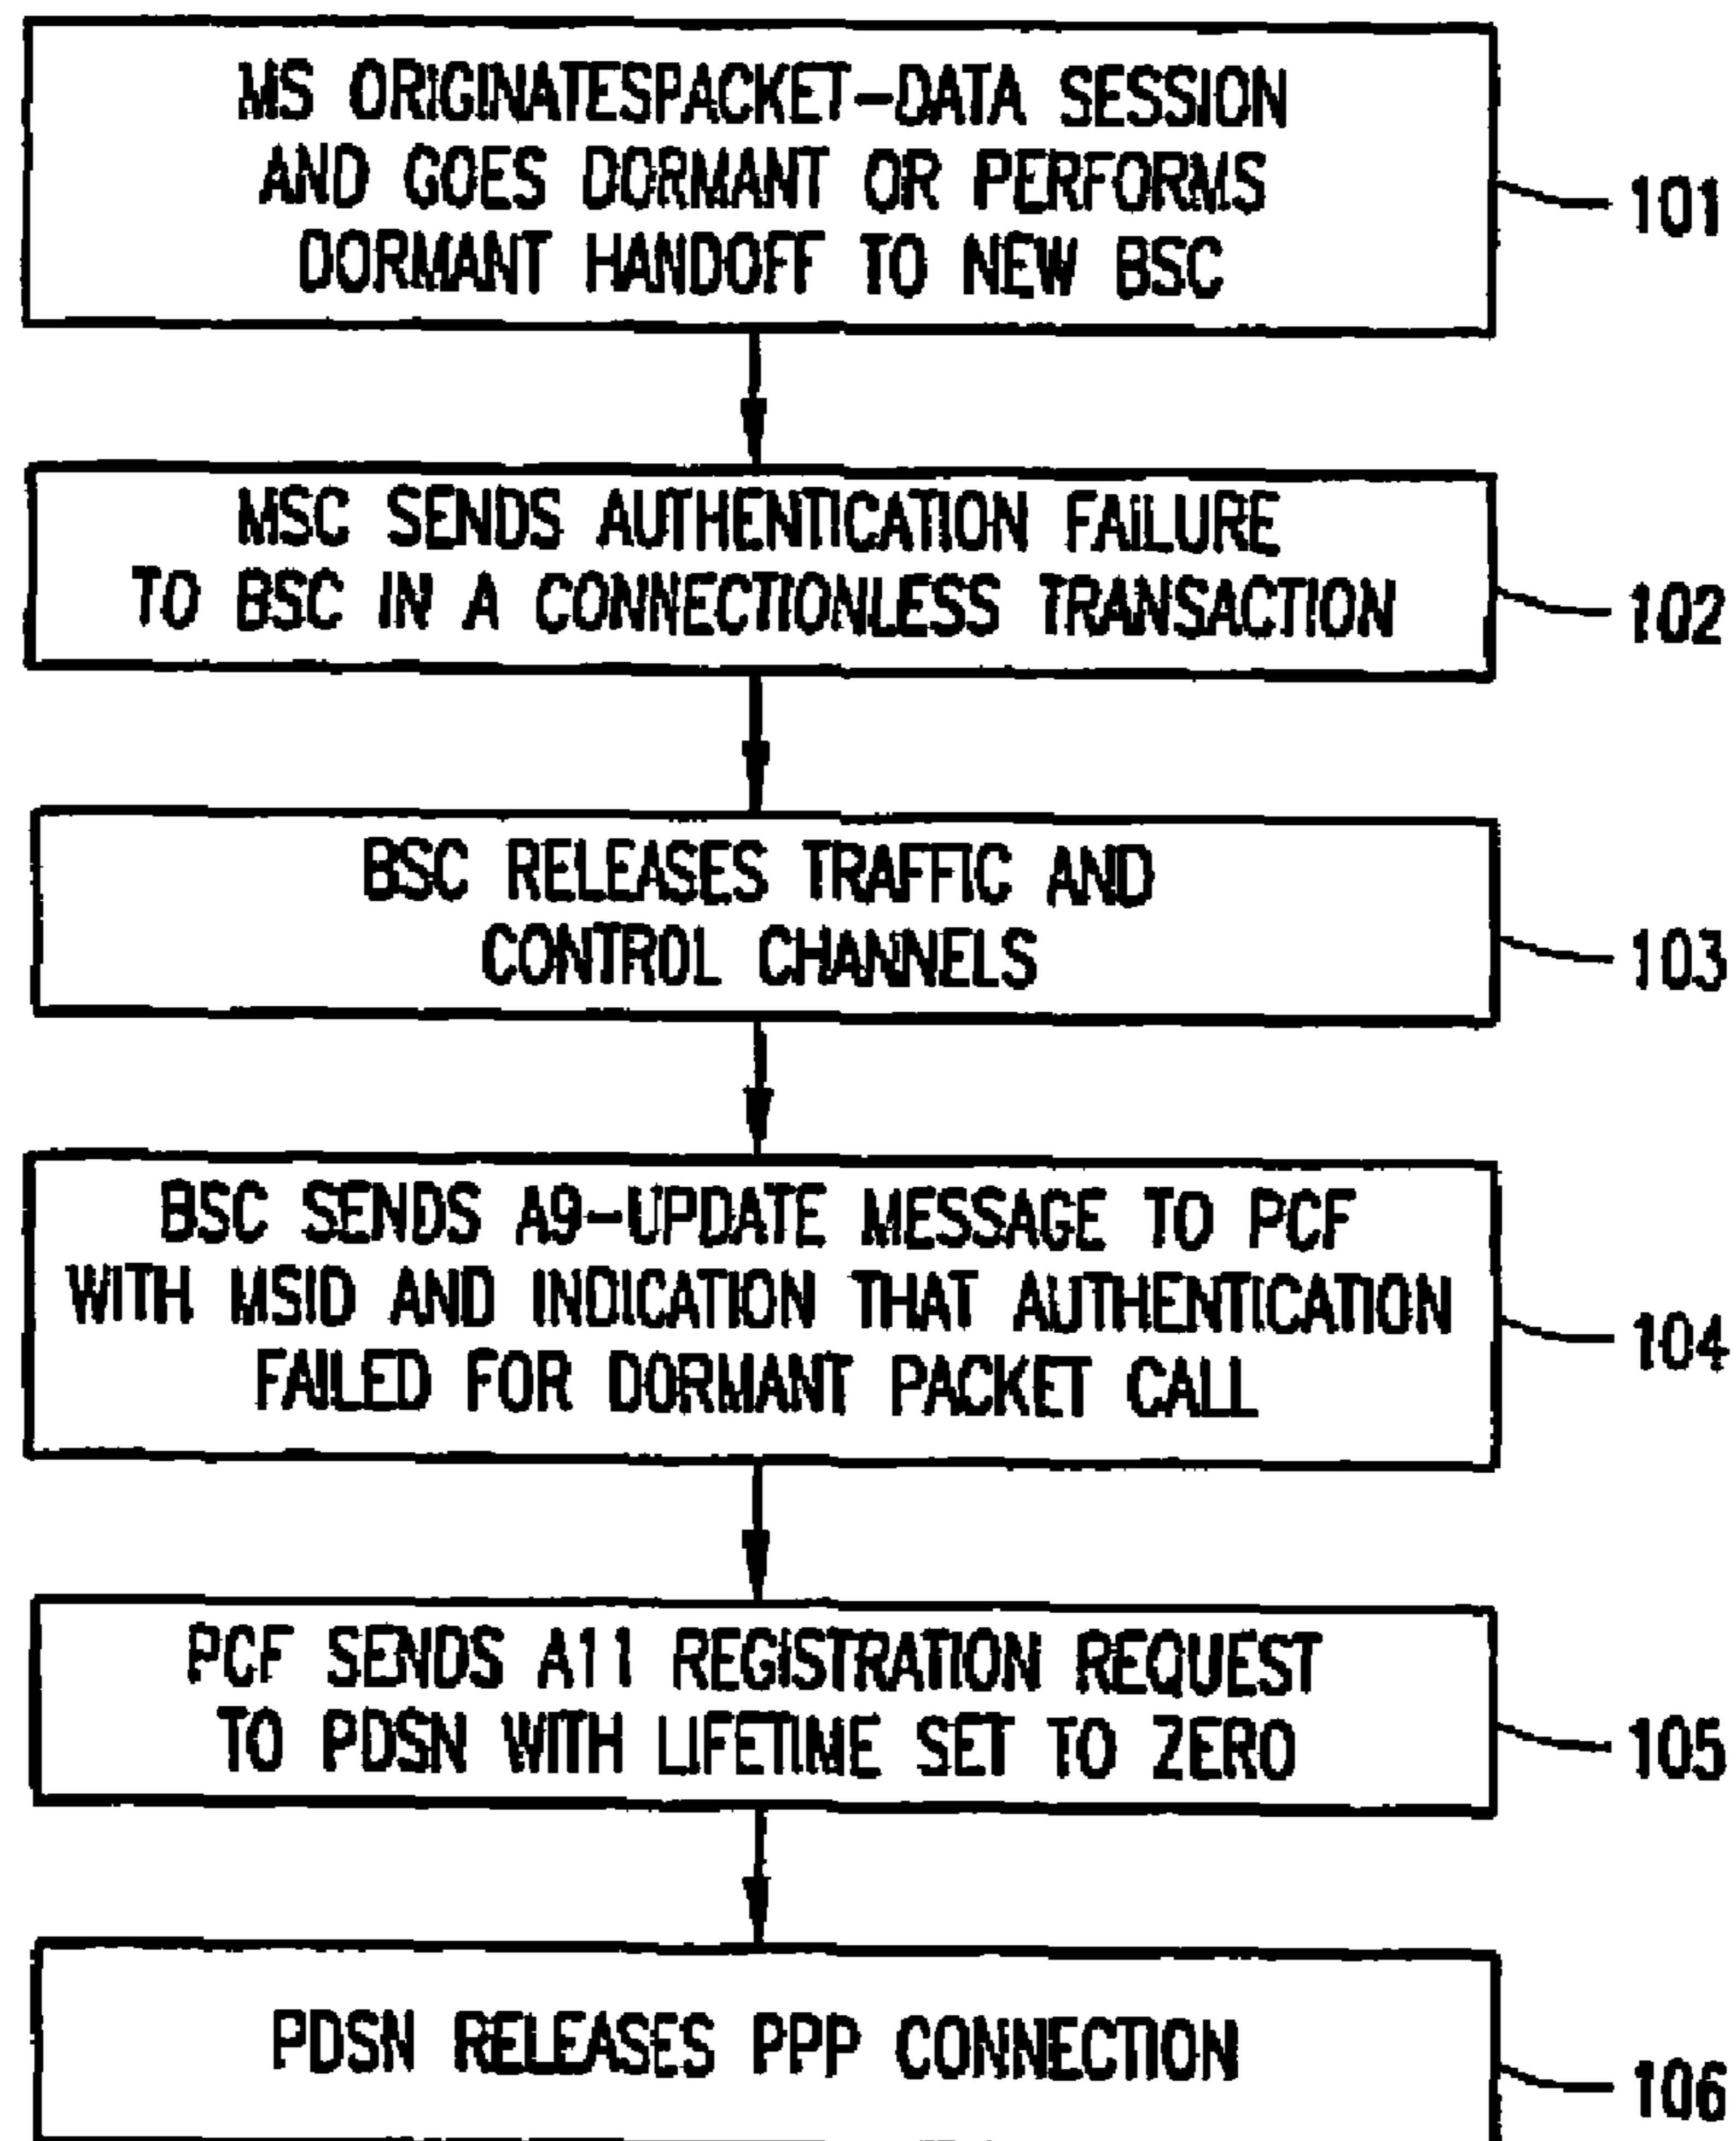 MS ORIGINATESPACKET-DATA SESSION
AND GOES DORMANT OR PERFORMS
DORMANT HANDOFF TO NEW BSC
101
MSC SENDS AUTHENTICATION FAILURE
TO BSC IN A CONNECTIONLESS TRANSACTION
102
BSC RELEASES TRAFFIC AND
CONTROL CHANNELS
103
BSC SENDS A9-UPDATE MESSAGE TO PCF
WITH MSID AND INDICATION THAT AUTHENTICATION
FAILED FOR DORMANT PACKET CALL
104
PCF SENDS A11 REGISTRATION REQUEST
TO PDSN WITH LIFETIME SET TO ZERO
105
PDSN RELEASES PPP CONNECTION
106